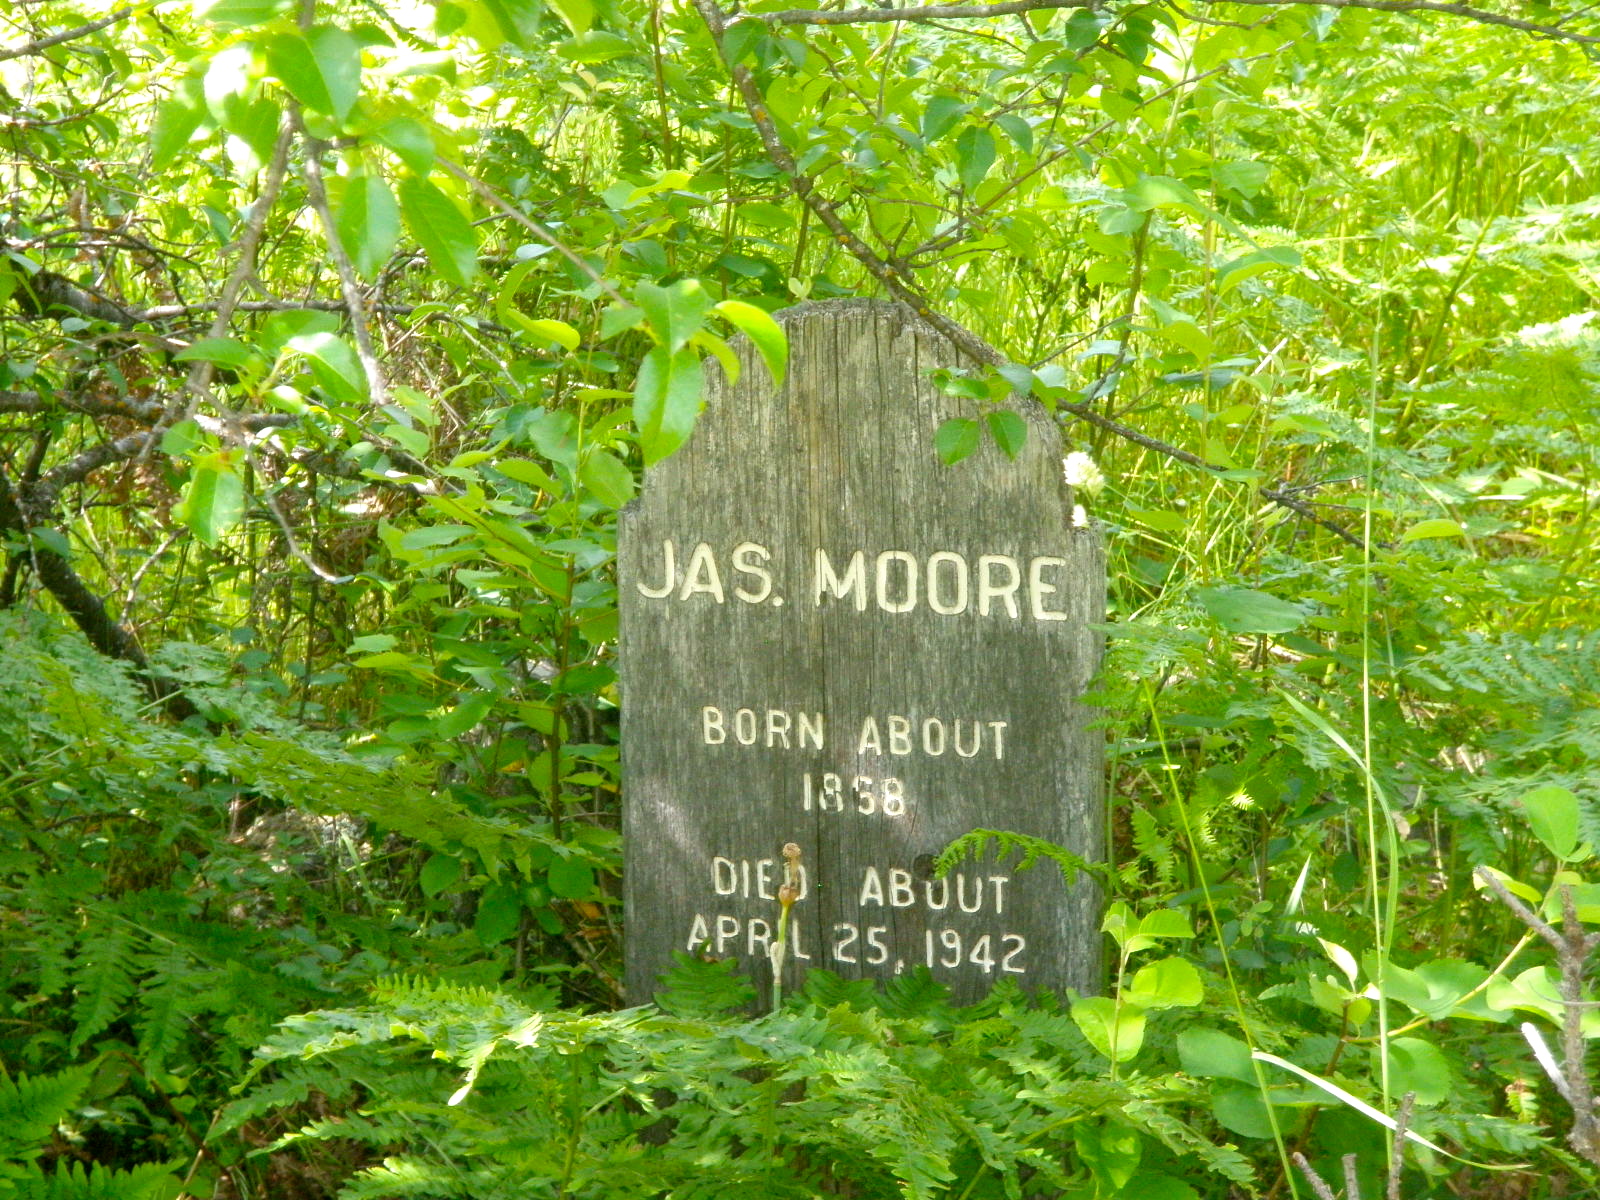 JAS. MOORE
BORN ABOUT
1868
DIED ABOUT
APRIL 25, 1942